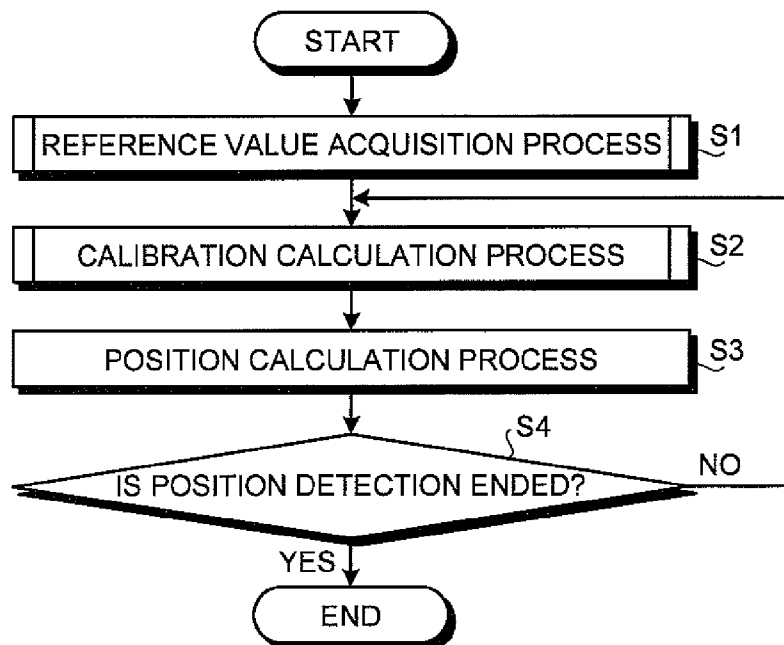 START
REFERENCE VALUE ACQUISITION PROCESS
S1
CALIBRATION CALCULATION PROCESS
S2
POSITION CALCULATION PROCESS
S3
S4
IS POSITION DETECTION ENDED?
NO
YES
END